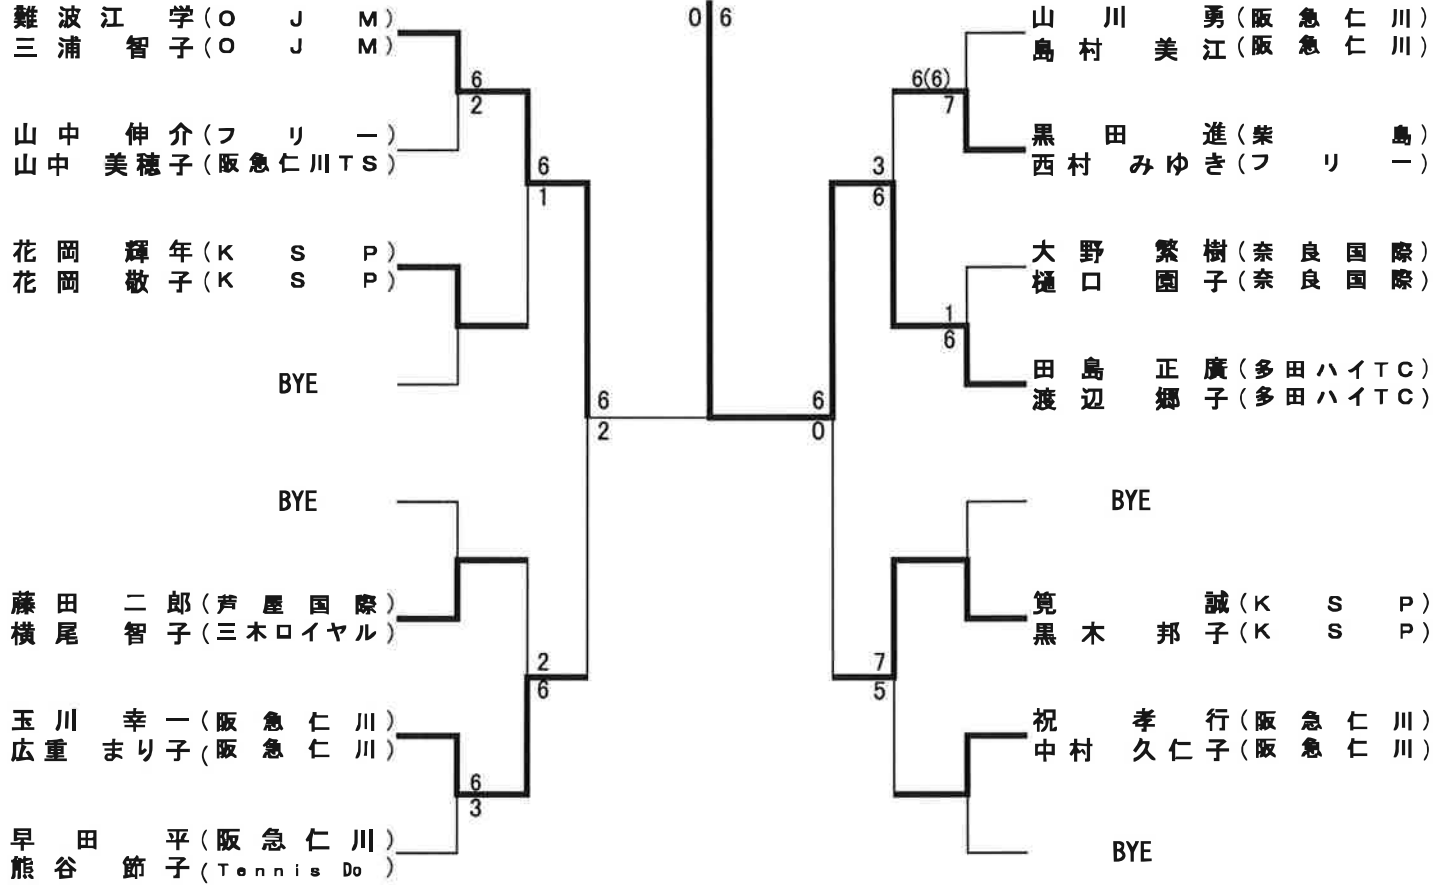 難波江 学(O J M)
三浦 智子(O J M)
6
2
山中 伸介(フリー)
山中 美穂子(阪急仁川TS)
6
1
花岡 輝年(K S P)
花岡 敬子(K S P)
BYE
6
2
BYE
藤田 二郎(芦屋国際)
横尾 智子(三木ロイヤル)
2
6
玉川 幸一(阪急仁川)
広重 まり子(阪急仁川)
6
3
早田 平(阪急仁川)
熊谷 節子(Tennis Do)
0 6
山川 勇(阪急仁川)
島村 美江(阪急仁川)
6(6)
7
黒田 進(柴島)
西村 みゆき(フリー)
3
6
大野 繁樹(奈良国際)
樋口 園子(奈良国際)
1
6
田島 正廣(多田ハイTC)
渡辺 郷子(多田ハイTC)
6
0
BYE
筧 誠(K S P)
黒木 邦子(K S P)
7
5
祝 孝行(阪急仁川)
中村 久仁子(阪急仁川)
BYE